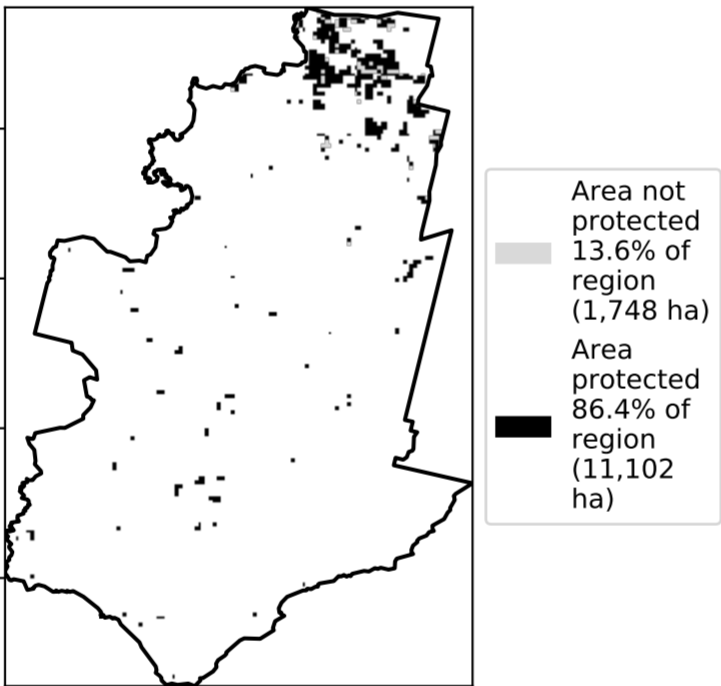 Area not
protected
13.6% of
region
(1,748 ha)
Area
protected
86.4% of
region
(11,102
ha)